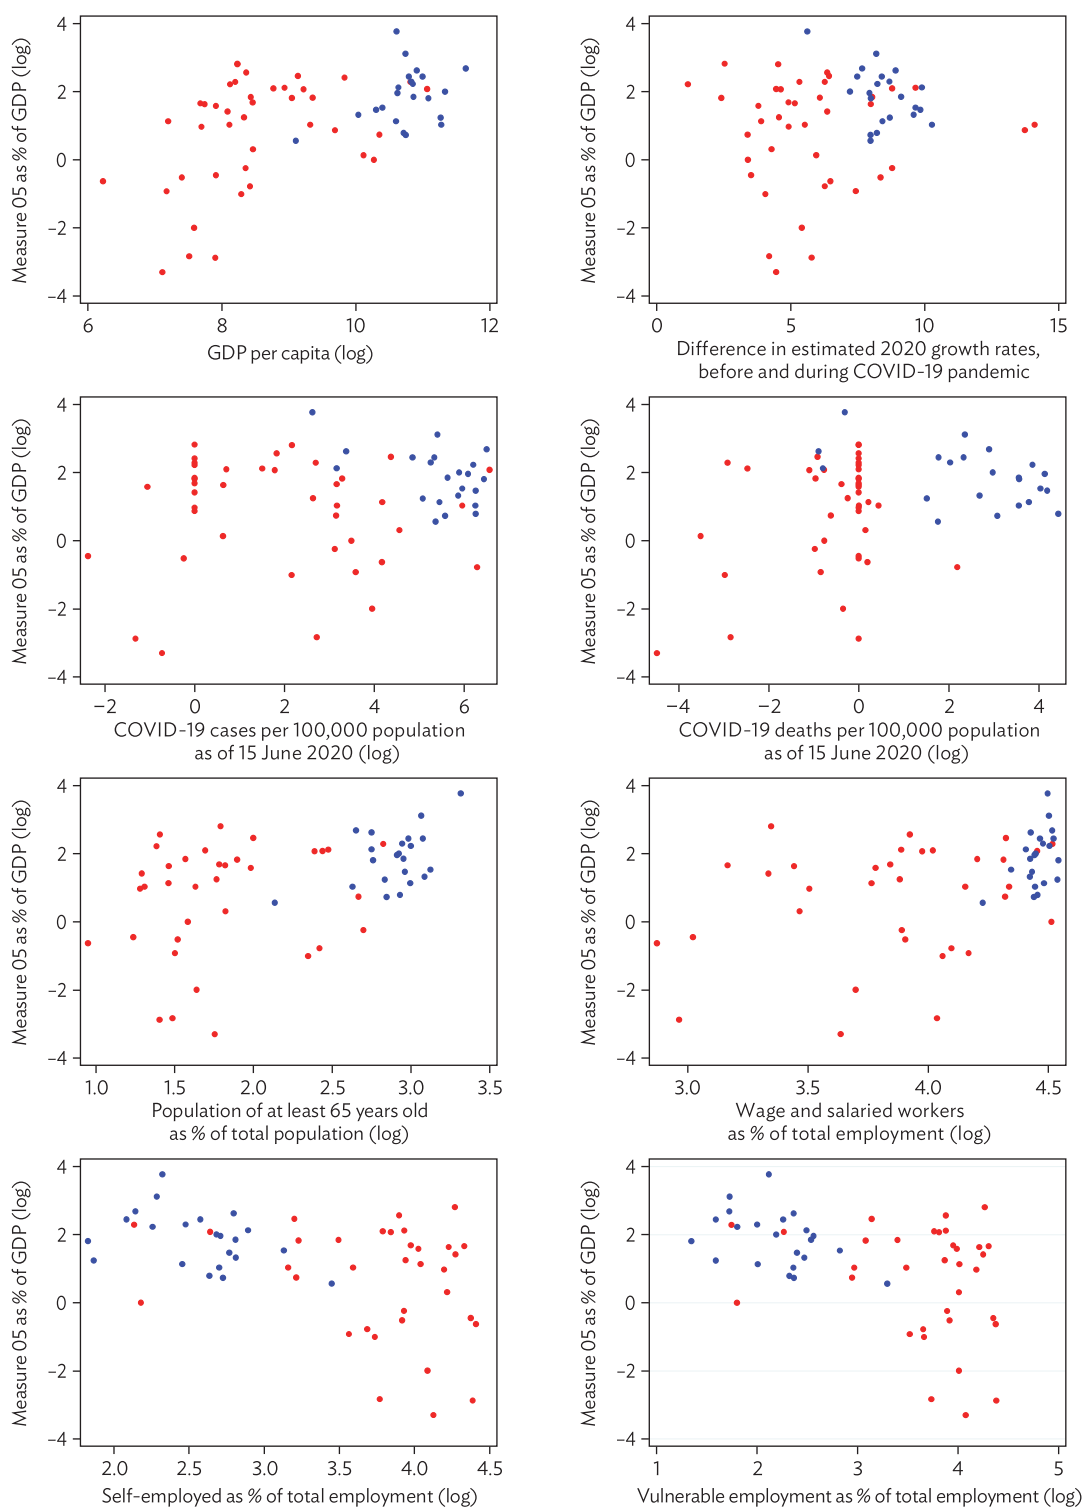 4
2
0
−2
−4
Measure 05 as % of GDP (log)
6 8 10 12
GDP per capita (log)
4
2
0
−2
−4
Measure 05 as % of GDP (log)
0 5 10 15
Difference in estimated 2020 growth rates,
before and during COVID-19 pandemic
4
2
0
−2
−4
Measure 05 as % of GDP (log)
−2 0 2 4 6
COVID-19 cases per 100,000 population
as of 15 June 2020 (log)
4
2
0
−2
−4
Measure 05 as % of GDP (log)
−4 −2 0 2 4
COVID-19 deaths per 100,000 population
as of 15 June 2020 (log)
4
2
0
−2
−4
Measure 05 as % of GDP (log)
1.0 1.5 2.0 2.5 3.0 3.5
Population of at least 65 years old
as % of total population (log)
4
2
0
−2
−4
Measure 05 as % of GDP (log)
3.0 3.5 4.0 4.5
Wage and salaried workers
as % of total employment (log)
4
2
0
−2
−4
Measure 05 as % of GDP (log)
2.0 2.5 3.0 3.5 4.0 4.5
Self-employed as % of total employment (log)
4
2
0
−2
−4
Measure 05 as % of GDP (log)
1 2 3 4 5
Vulnerable employment as % of total employment (log)